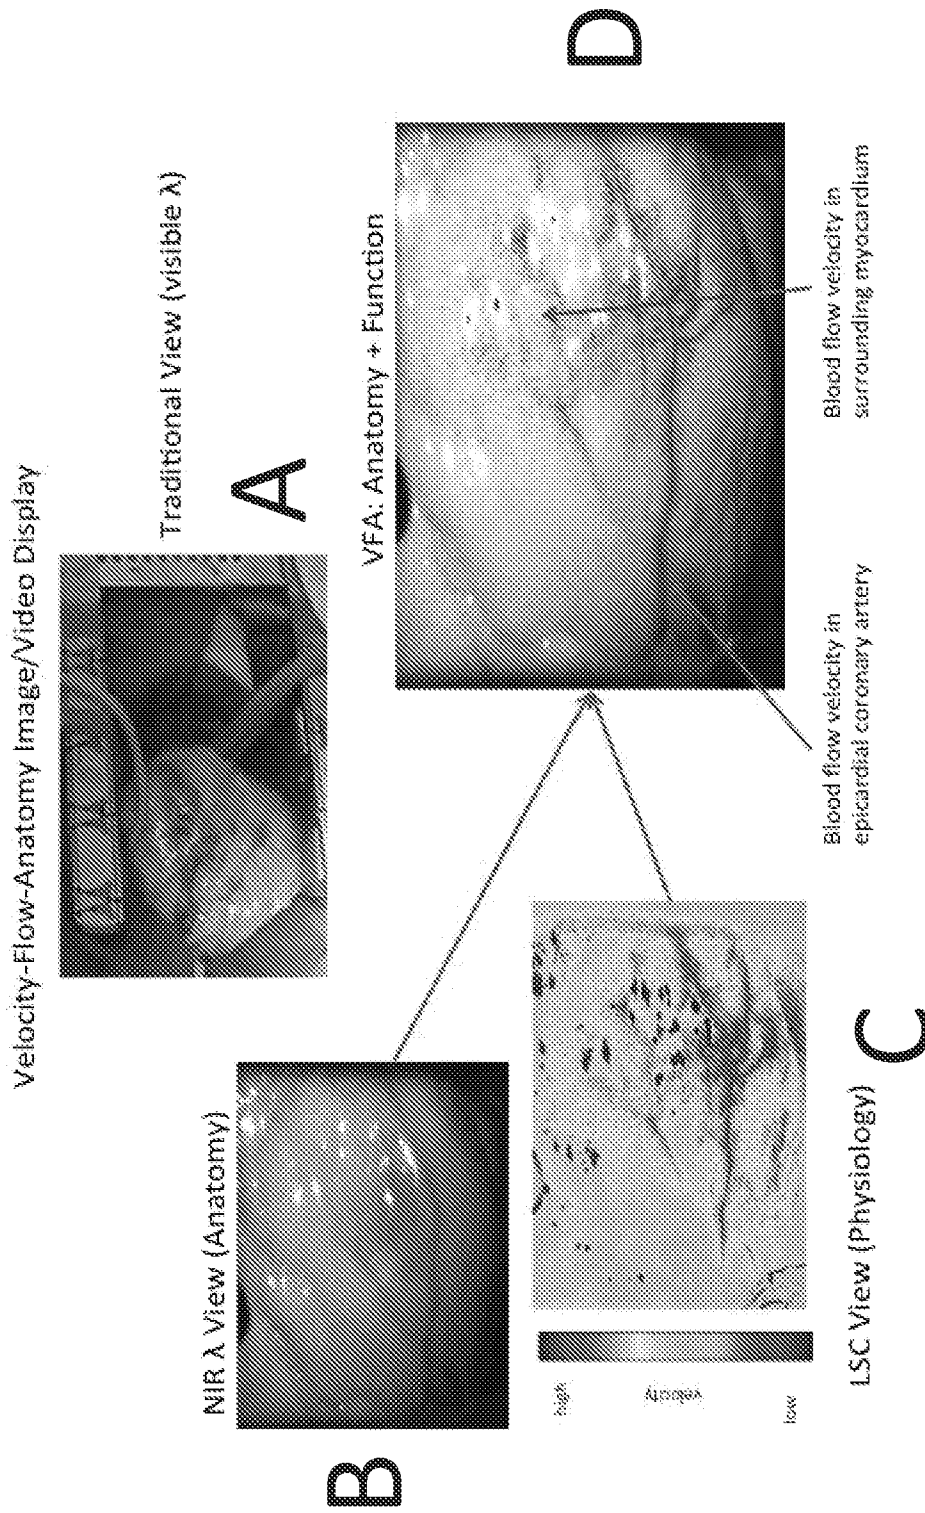 Velocity-Flow-Anatomy Image/Video Display
Traditional View (visible λ)
A
NIR λ View (Anatomy)
B
VFA: Anatomy + Function
D
high
velocity
low
LSC View (Physiology)
C
Blood flow velocity in
epicardial coronary artery
Blood flow velocity in
surrounding myocardium